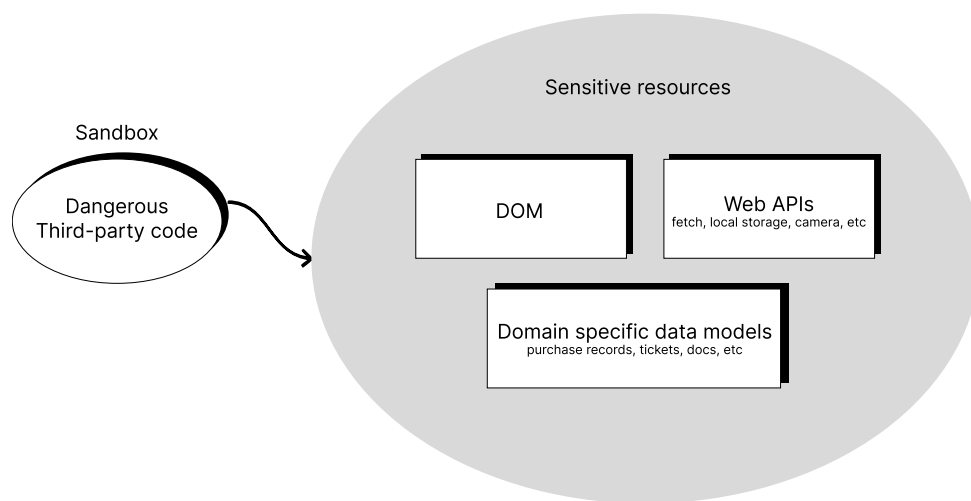 Sensitive resources
Sandbox
Dangerous
Third-party code
DOM
Web APIs
fetch, local storage, camera, etc
Domain specific data models
purchase records, tickets, docs, etc